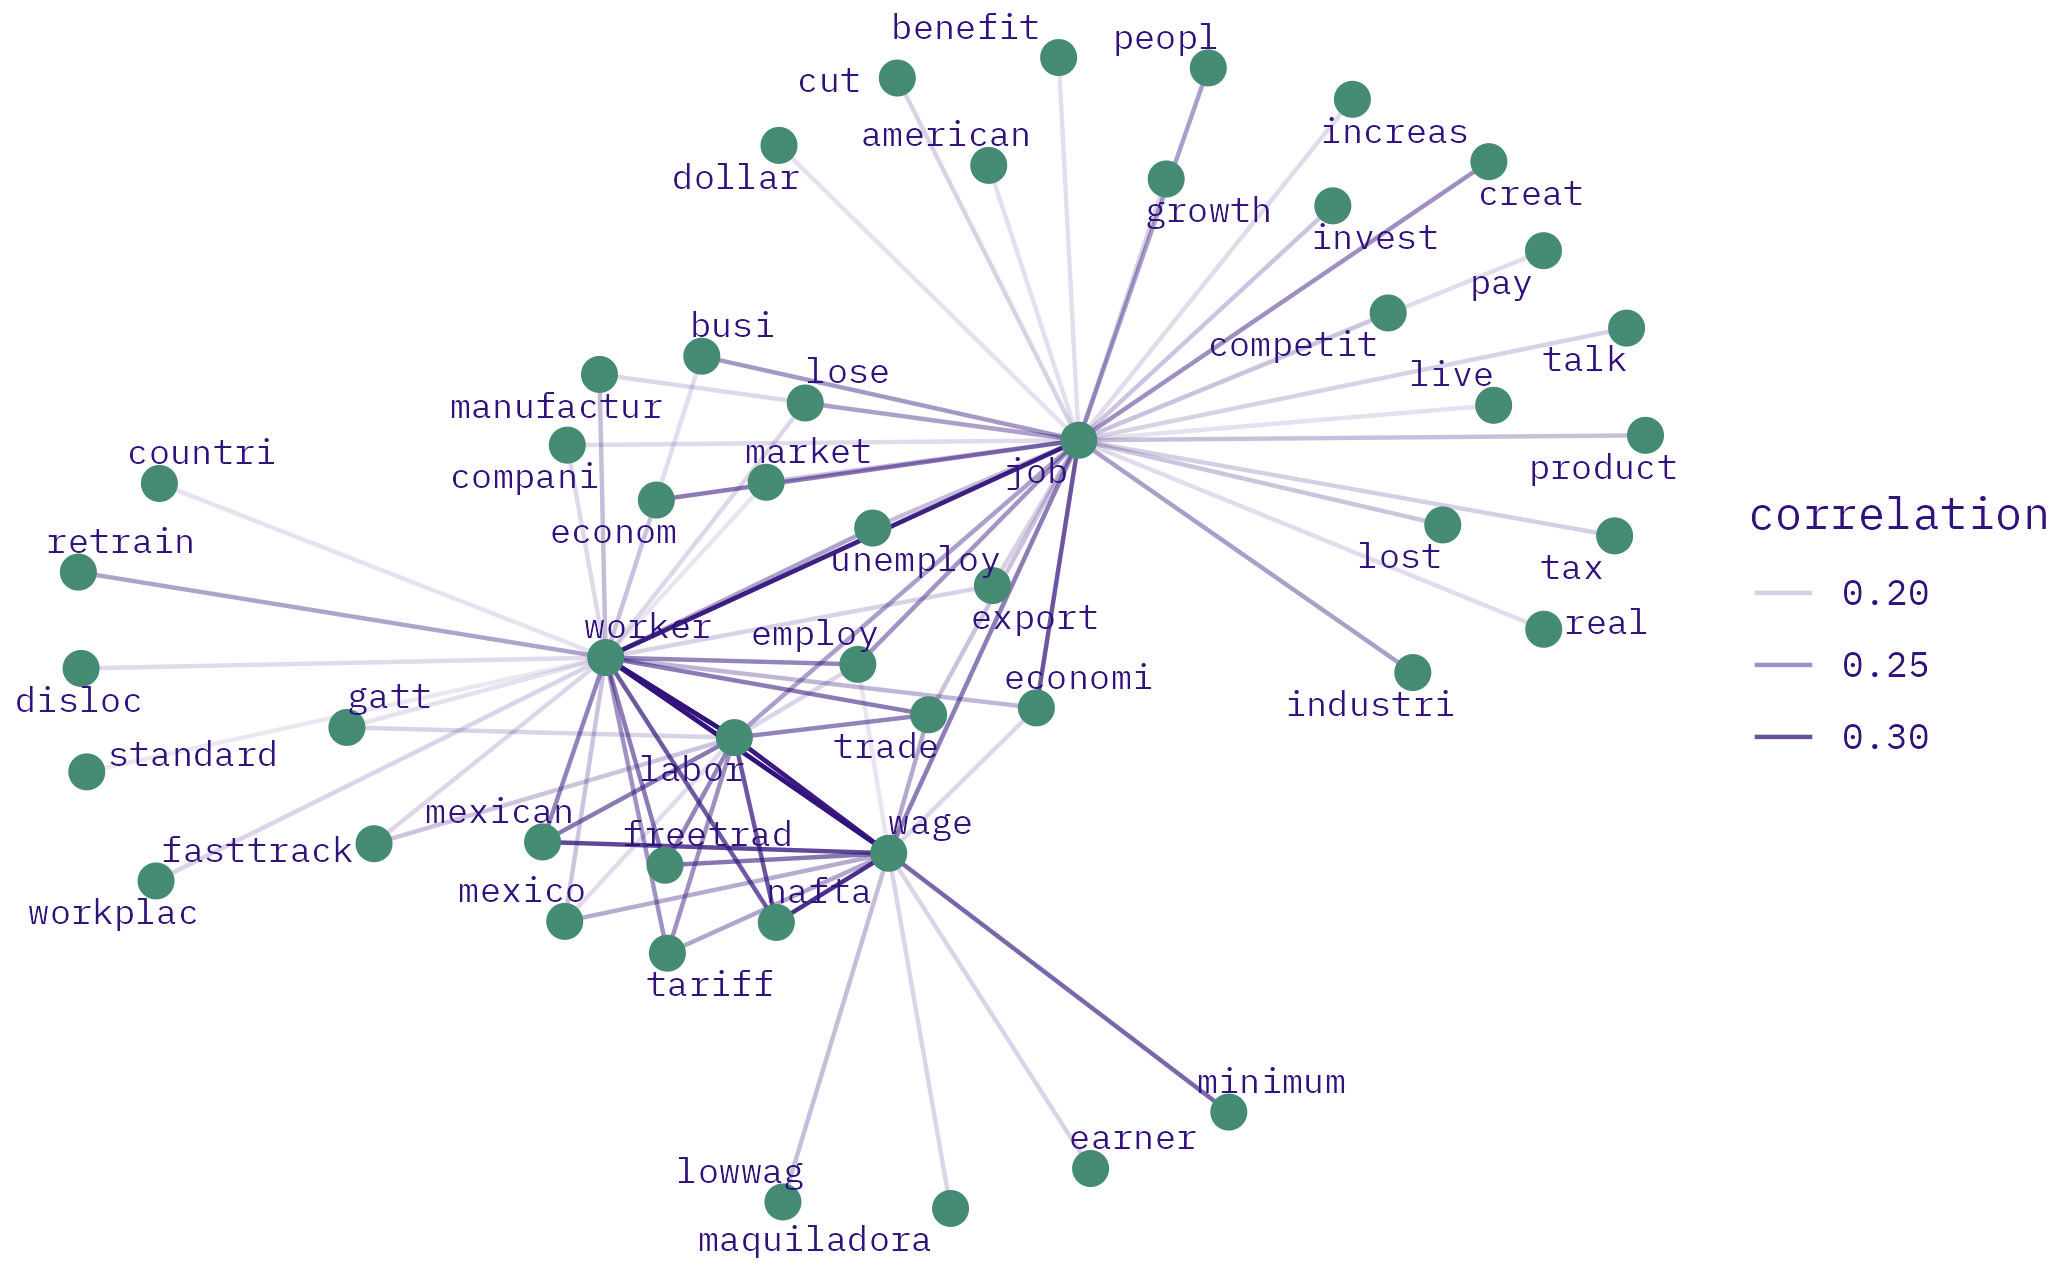 benefit
peopl
cut
american
increas
dollar
creat
growth
invest
pay
busi
competit
talk
lose
live
manufactur
countri
market
compani
job
product
correlation
econom
retrain
unemploy
lost
tax
0.20
worker
employ
export
real
0.25
economi
disloc
gatt
industri
standard
trade
0.30
labor
mexican
freetrad
wage
fasttrack
mexico
nafta
workplac
tariff
minimum
earner
lowwag
maquiladora